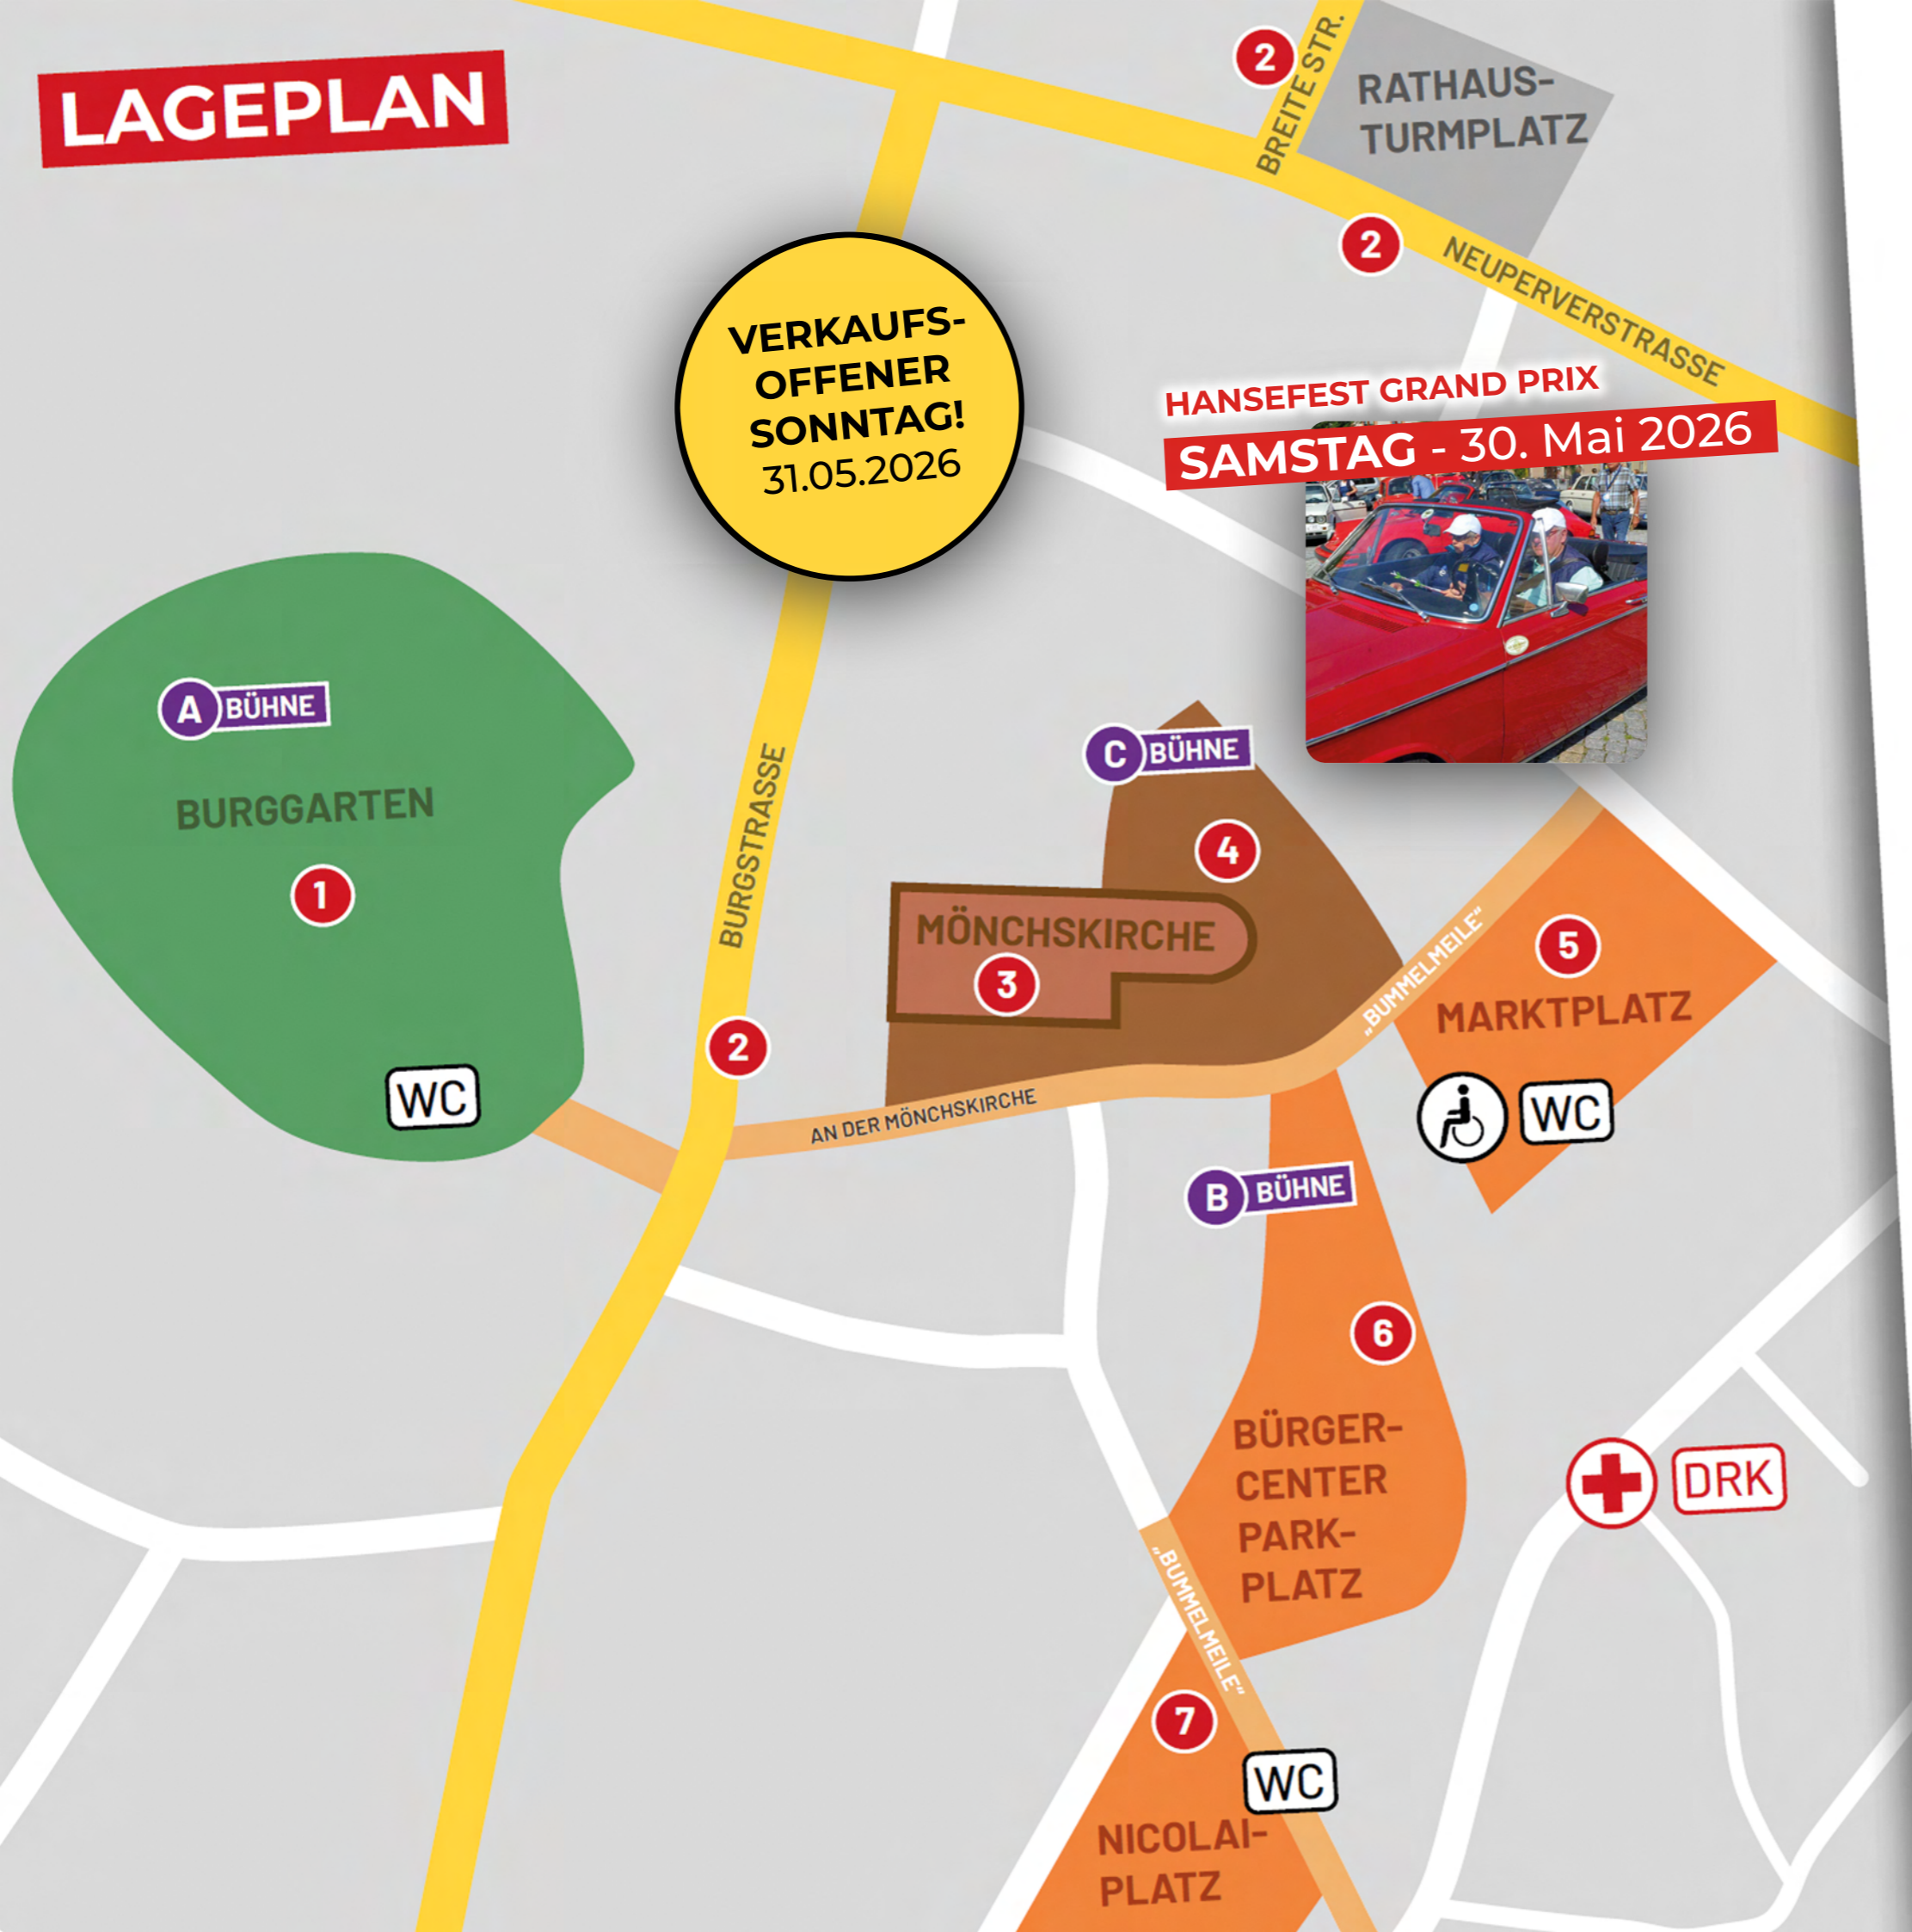 LAGEPLAN
2
BREITE STR.
RATHAUS-
TURMPLATZ
2
NEUPERVERSTRASSE
VERKAUFS-
OFFENER
SONNTAG!
31.05.2026
HANSEFEST GRAND PRIX
SAMSTAG - 30. Mai 2026
A BÜHNE
BURGGARTEN
1
WC
BURGSTRASSE
2
C BÜHNE
4
MÖNCHSKIRCHE
3
AN DER MÖNCHSKIRCHE
„BUMMELMEILE“
5
MARKTPLATZ
WC
B BÜHNE
6
BÜRGER-
CENTER
PARK-
PLATZ
DRK
„BUMMELMEILE“
7
WC
NICOLAI-
PLATZ